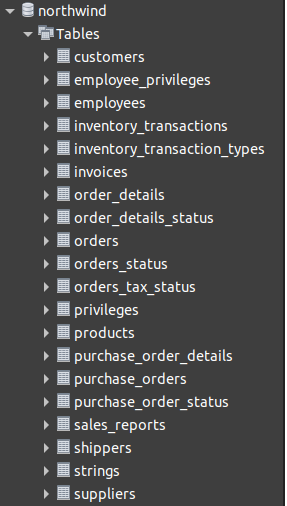 northwind
Tables
customers
employee_privileges
employees
inventory_transactions
inventory_transaction_types
invoices
order_details
order_details_status
orders
orders_status
orders_tax_status
privileges
products
purchase_order_details
purchase_orders
purchase_order_status
sales_reports
shippers
strings
suppliers